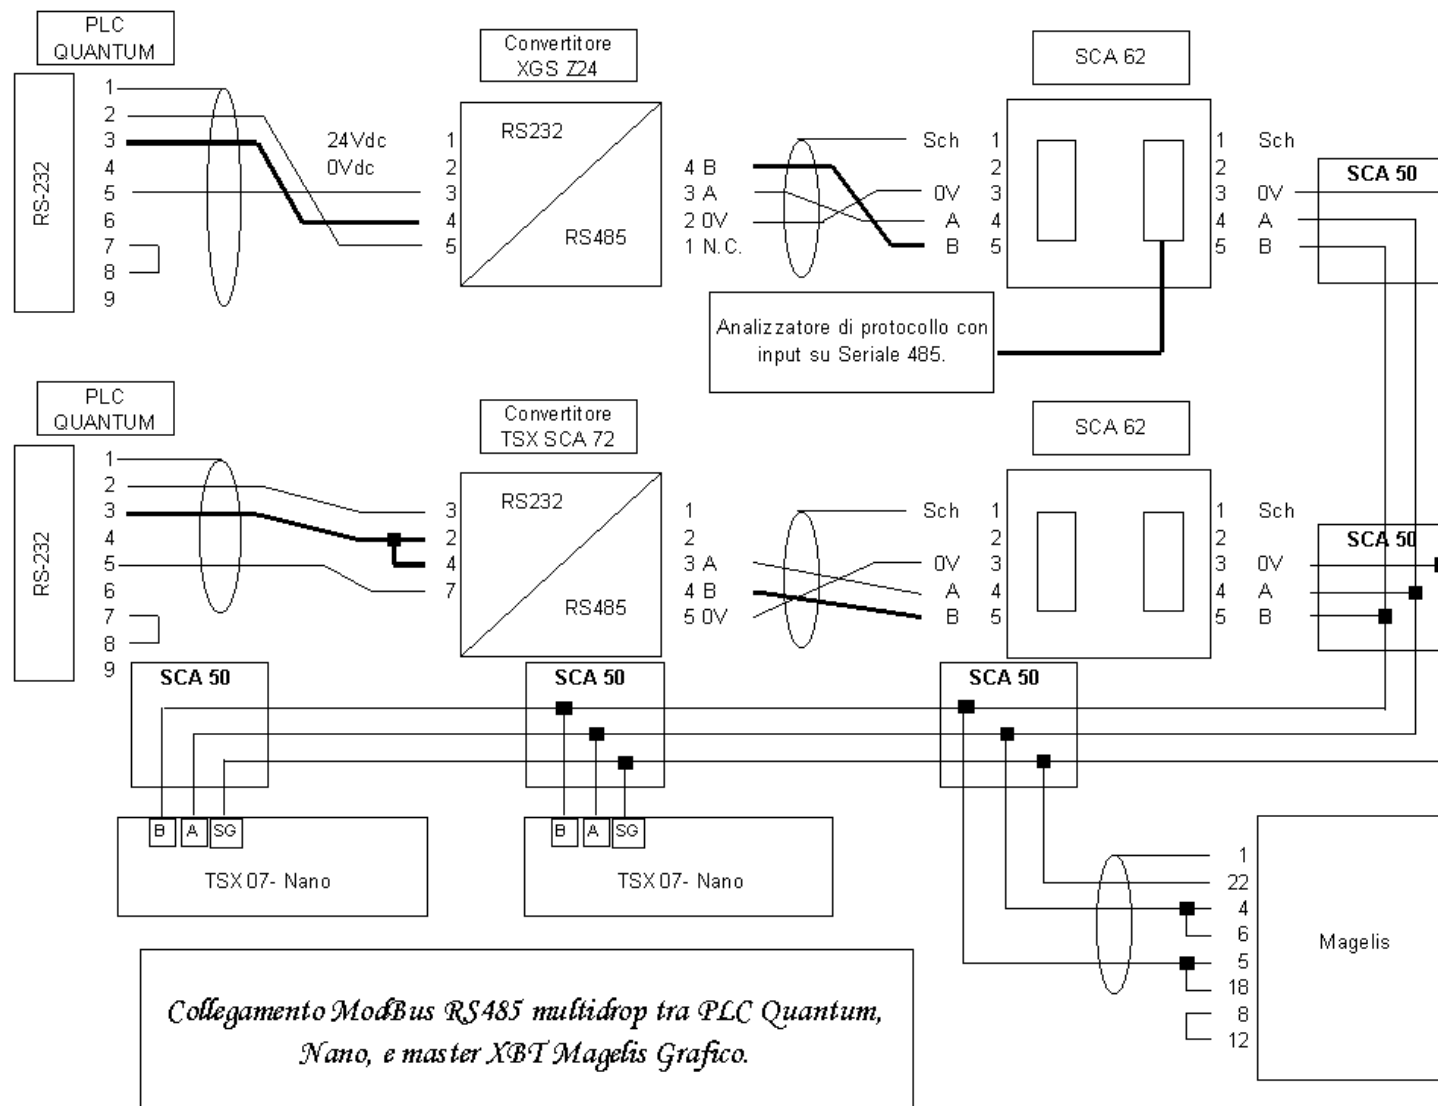 PLC
QUANTUM
Convertitore
XGS Z24
SCA 62
RS-232
1
2
3
4
5
6
7
8
9
24Vdc
0Vdc
1
2
3
4
5
RS232
RS485
4 B
3 A
2 0V
1 N.C.
Sch
0V
A
B
1
2
3
4
5
1
2
3
4
5
Sch
0V
A
B
SCA 50
Analizzatore di protocollo con
input su Seriale 485.
PLC
QUANTUM
Convertitore
TSX SCA 72
SCA 62
RS-232
1
2
3
4
5
6
7
8
9
3
2
4
7
RS232
RS485
1
2
3 A
4 B
5 0V
Sch
0V
A
B
1
2
3
4
5
1
2
3
4
5
Sch
0V
A
B
SCA 50
SCA 50
SCA 50
SCA 50
B A SG
TSX 07- Nano
B A SG
TSX 07- Nano
1
22
4
6
5
18
8
12
Magelis
Collegamento ModBus RS485 multidrop tra PLC Quantum,
Nano, e master XBT Magelis Grafico.